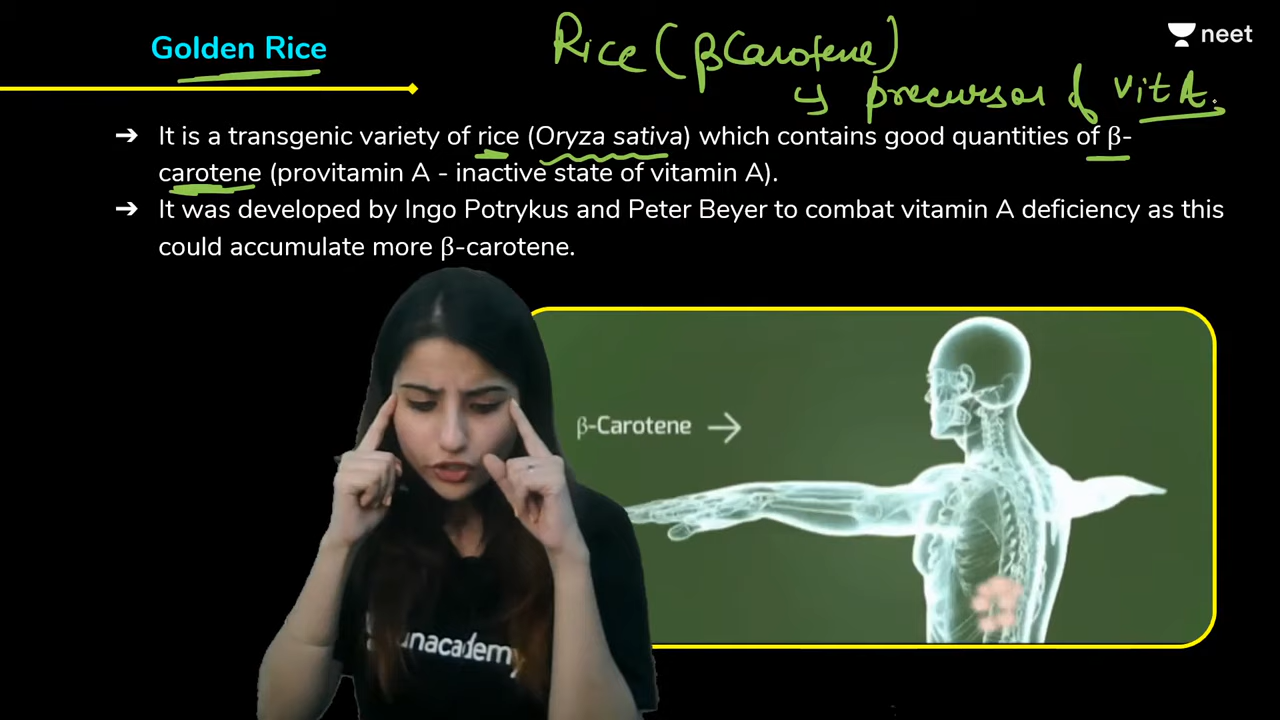 Golden Rice
Rice (βCarotene)
neet
↳ precursor of vit A.
➔ It is a transgenic variety of rice (Oryza sativa) which contains good quantities of β-
carotene (provitamin A - inactive state of vitamin A).
➔ It was developed by Ingo Potrykus and Peter Beyer to combat vitamin A deficiency as this
could accumulate more β-carotene.
β-Carotene →
unacademy